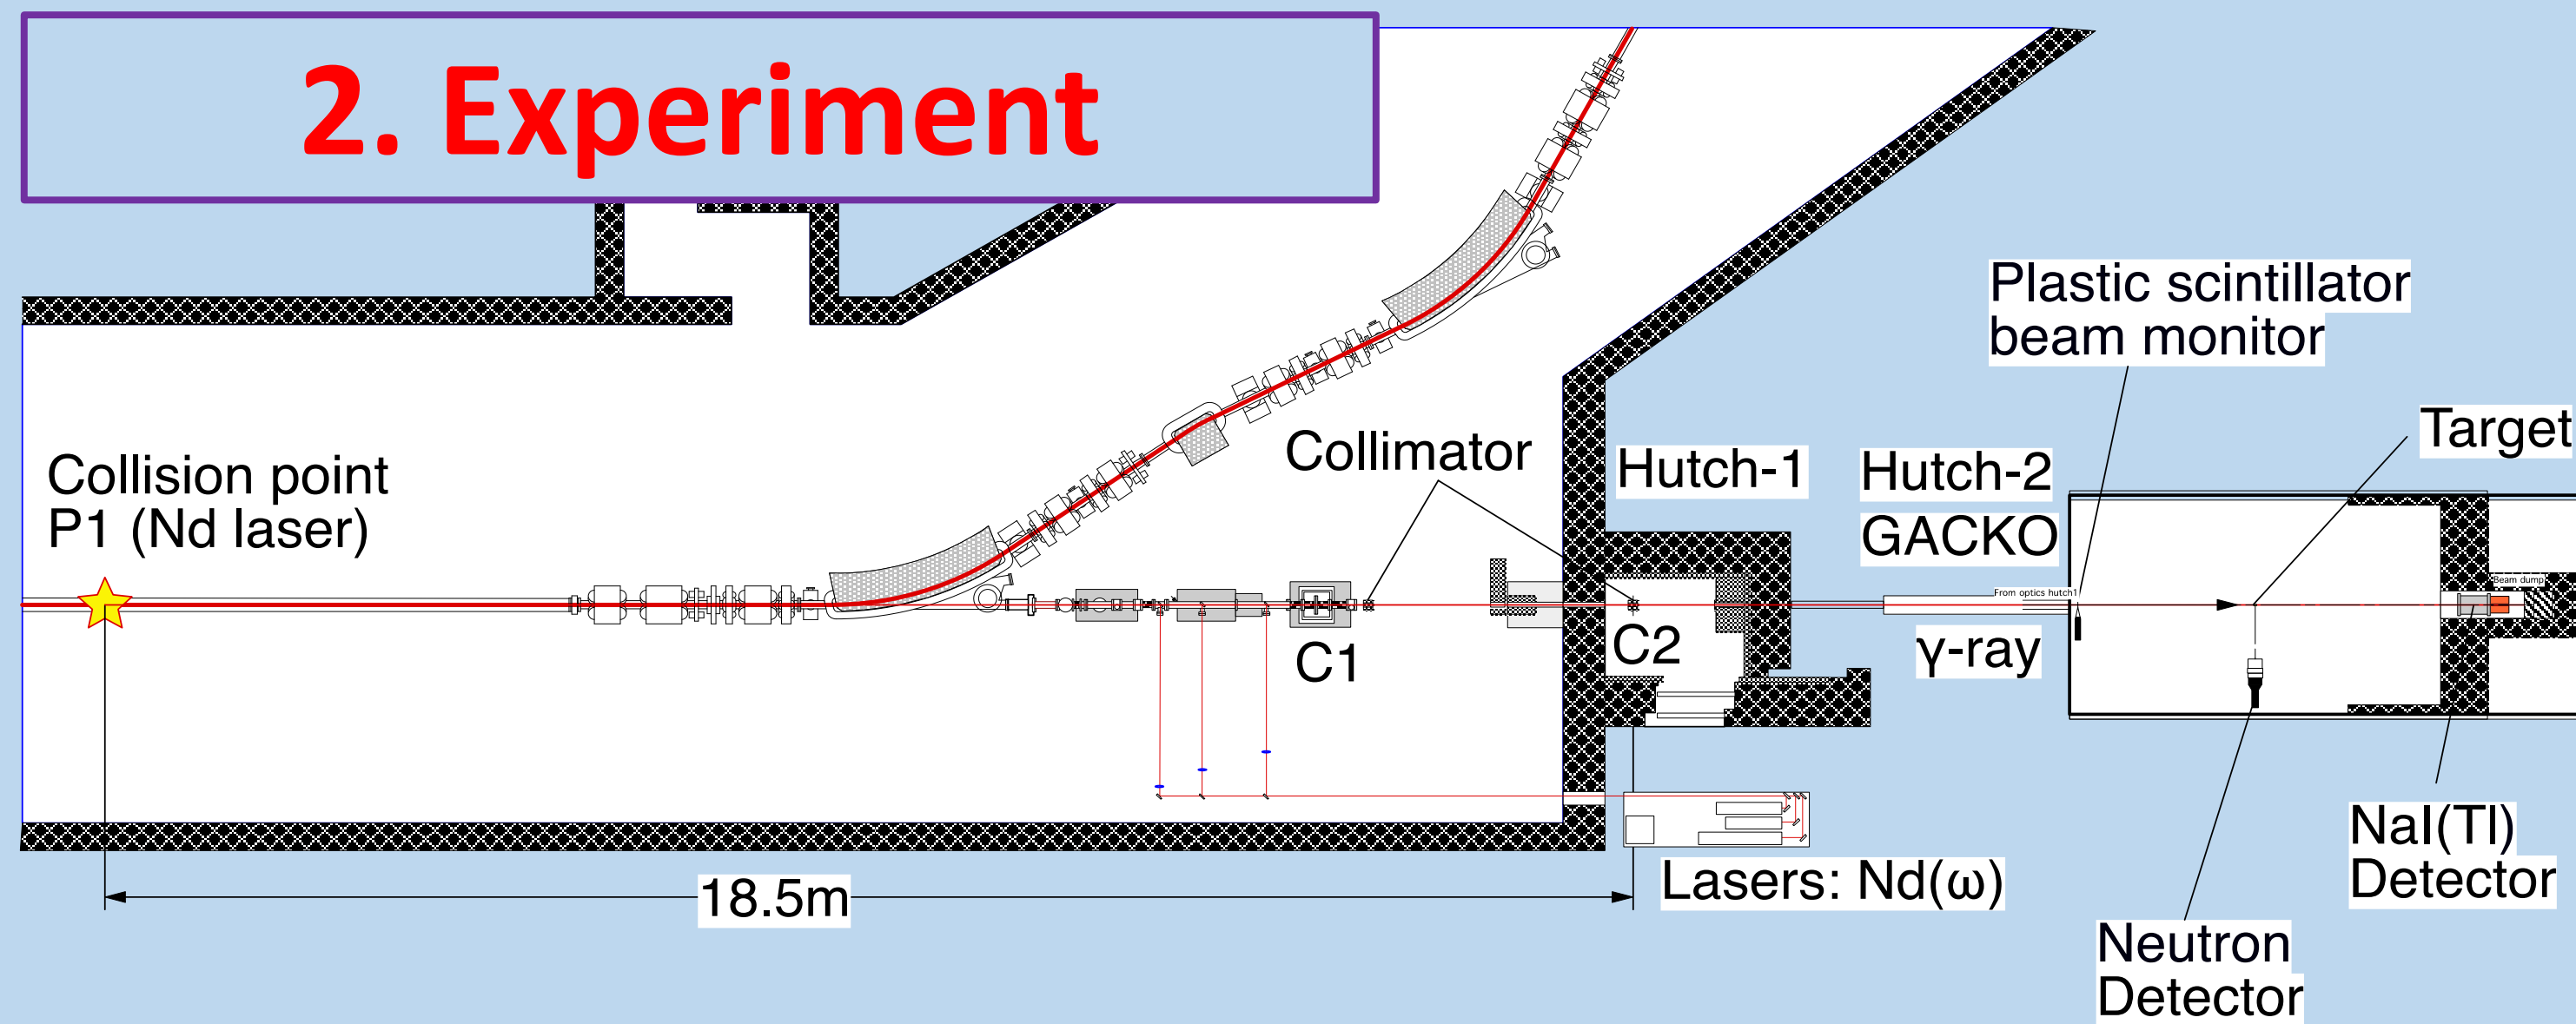 2. Experiment
Plastic scintillator
beam monitor
Target
Collimator
Hutch-1
Hutch-2
GACKO
Collision point
P1 (Nd laser)
Beam dump
From optics hutch1
C1
C2
γ-ray
NaI(Tl)
Detector
Lasers: Nd(ω)
18.5m
Neutron
Detector